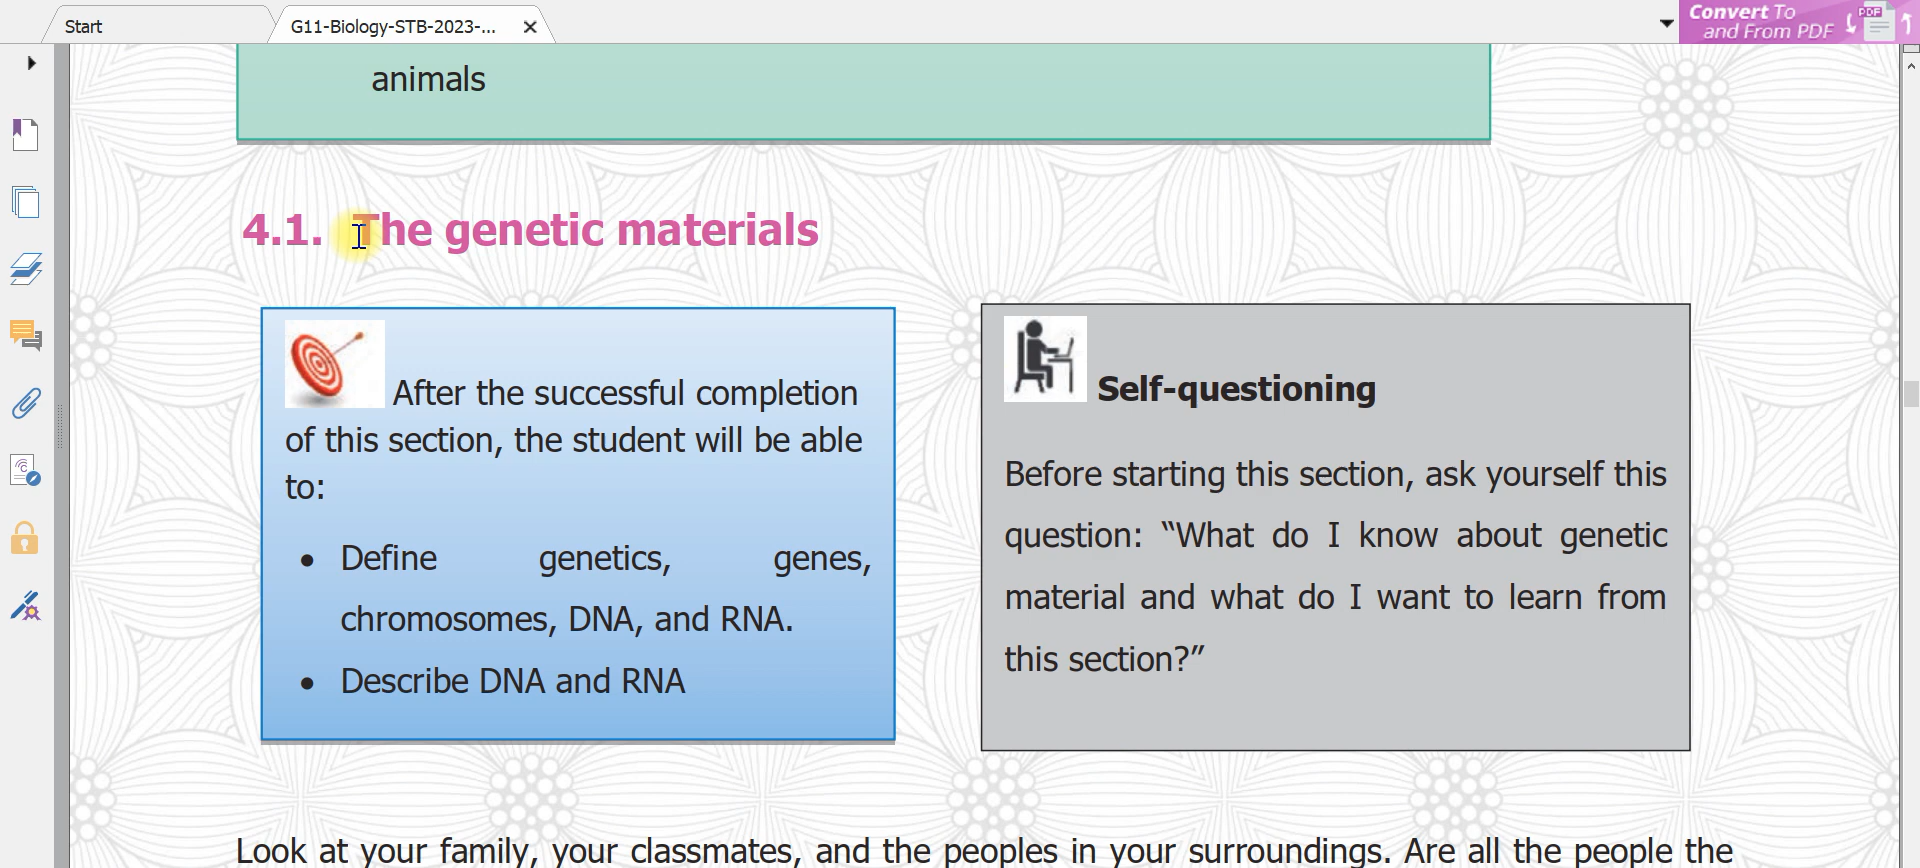 Start
G11-Biology-STB-2023-...
Convert To
and From PDF
PDF
animals
4.1. The genetic materials
After the successful completion
of this section, the student will be able
to:
• Define genetics, genes,
chromosomes, DNA, and RNA.
• Describe DNA and RNA
Self-questioning
Before starting this section, ask yourself this
question: “What do I know about genetic
material and what do I want to learn from
this section?”
Look at your family, your classmates, and the peoples in your surroundings. Are all the people the